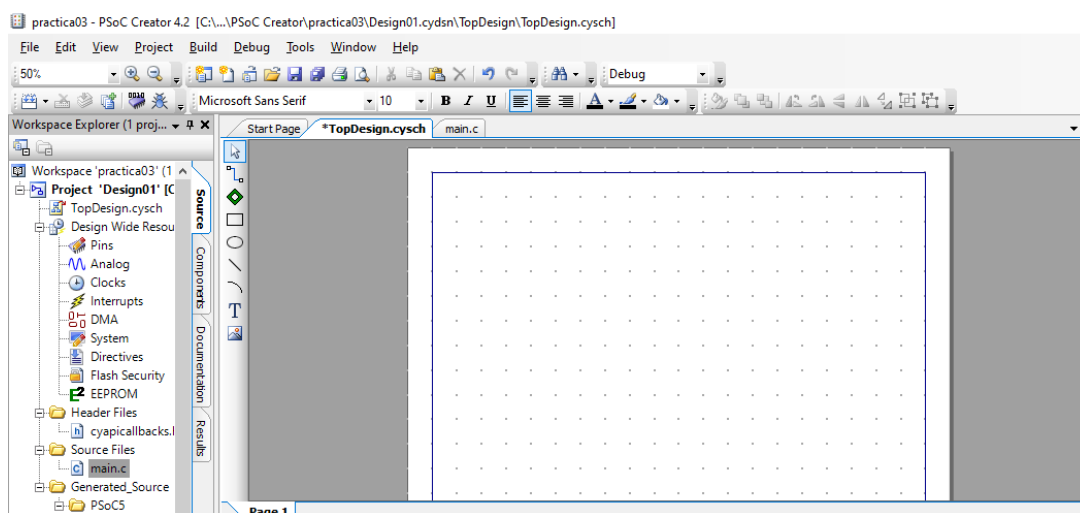 practica03 - PSoC Creator 4.2 [C:\...\PSoC Creator\practica03\Design01.cydsn\TopDesign\TopDesign.cysch]
File Edit View Project Build Debug Tools Window Help
50% Debug
Microsoft Sans Serif 10 B I U A
Workspace Explorer (1 proj...
Start Page *TopDesign.cysch main.c
Workspace 'practica03' (1
Project 'Design01' [C
TopDesign.cysch
Design Wide Resou
Pins
Analog
Clocks
Interrupts
DMA
System
Directives
Flash Security
EEPROM
Header Files
cyapicallbacks.
Source Files
main.c
Generated_Source
PSoC5
Source
Components
Documentation
Results
T
Page 1